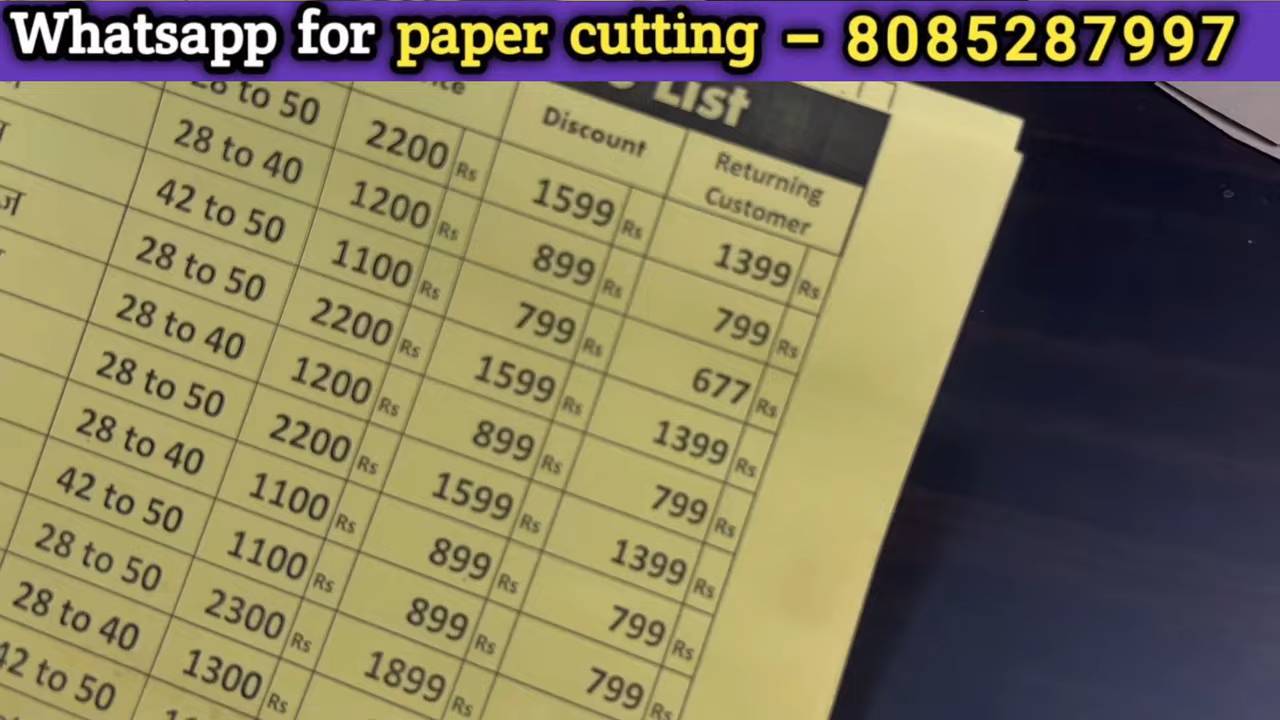 Whatsapp for paper cutting – 8085287997
List
Discount
Returning
Customer
28 to 50 2200 Rs 1599 Rs 1399 Rs
28 to 40 1200 Rs 899 Rs 799 Rs
42 to 50 1100 Rs 799 Rs 677 Rs
28 to 50 2200 Rs 1599 Rs 1399 Rs
28 to 40 1200 Rs 899 Rs 799 Rs
28 to 50 2200 Rs 1599 Rs 1399 Rs
28 to 40 1100 Rs 899 Rs 799 Rs
42 to 50 1100 Rs 899 Rs 799 Rs
28 to 50 2300 Rs 1899 Rs
28 to 40 1300 Rs
42 to 50